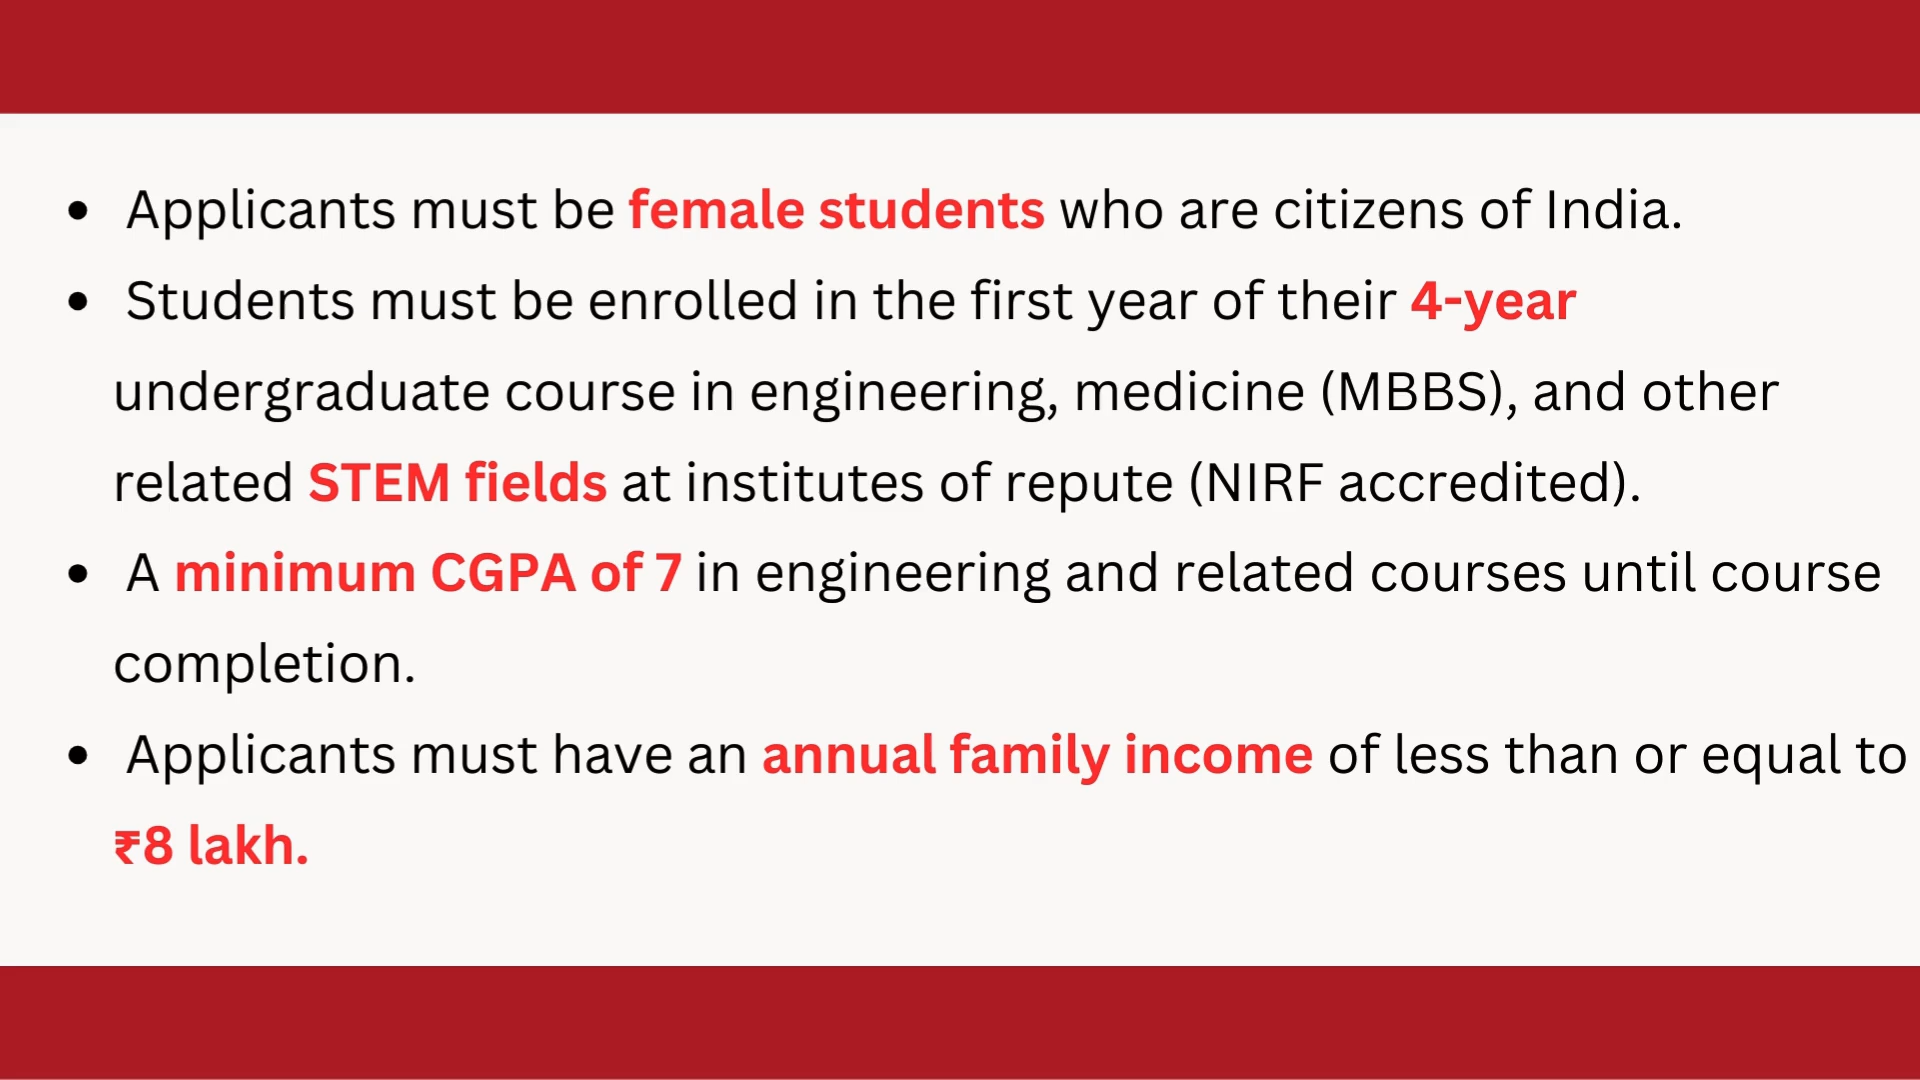 • Applicants must be female students who are citizens of India.
• Students must be enrolled in the first year of their 4-year
undergraduate course in engineering, medicine (MBBS), and other
related STEM fields at institutes of repute (NIRF accredited).
• A minimum CGPA of 7 in engineering and related courses until course
completion.
• Applicants must have an annual family income of less than or equal to
₹8 lakh.